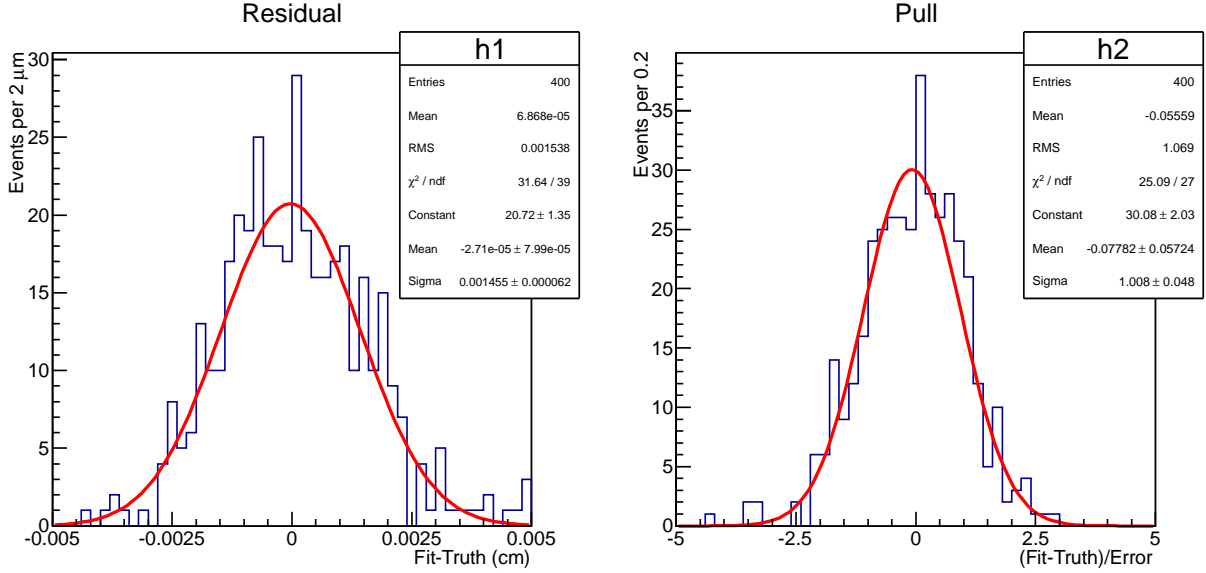 Residual
Events per 2 μm
30
25
20
15
10
5
0
-0.005
-0.0025
0
0.0025
0.005
Fit-Truth (cm)
h1
Entries 400
Mean 6.868e-05
RMS 0.001538
χ² / ndf 31.64 / 39
Constant 20.72 ± 1.35
Mean -2.71e-05 ± 7.99e-05
Sigma 0.001455 ± 0.000062
Pull
Events per 0.2
35
30
25
20
15
10
5
0
-5
-2.5
0
2.5
5
(Fit-Truth)/Error
h2
Entries 400
Mean -0.05559
RMS 1.069
χ² / ndf 25.09 / 27
Constant 30.08 ± 2.03
Mean -0.07782 ± 0.05724
Sigma 1.008 ± 0.048